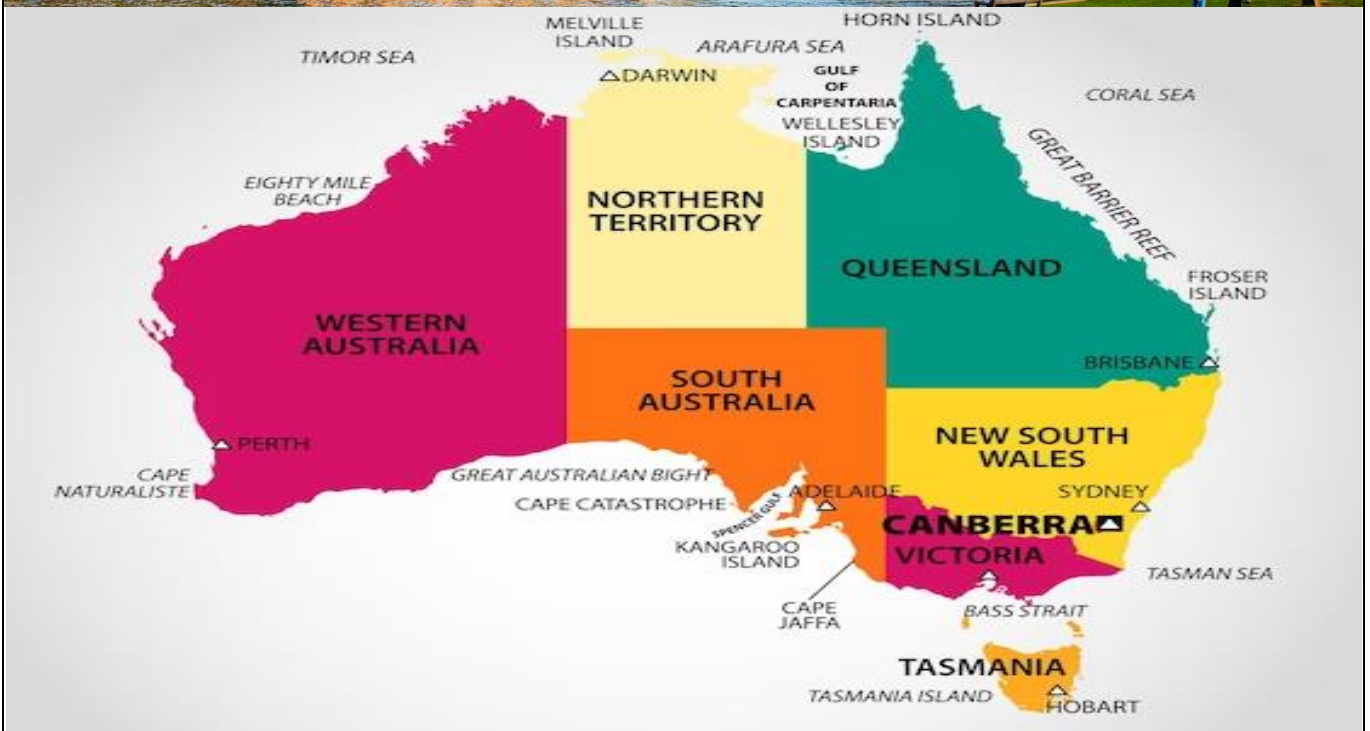 MELVILLE
ISLAND
HORN ISLAND
TIMOR SEA
ARAFURA SEA
DARWIN
GULF
OF
CARPENTARIA
CORAL SEA
WELLESLEY
ISLAND
GREAT BARRIER REEF
EIGHTY MILE
BEACH
NORTHERN
TERRITORY
QUEENSLAND
FROSER
ISLAND
WESTERN
AUSTRALIA
BRISBANE
SOUTH
AUSTRALIA
PERTH
NEW SOUTH
WALES
CAPE
NATURALISTE
GREAT AUSTRALIAN BIGHT
CAPE CATASTROPHE
SPENCER GULF
ADELAIDE
SYDNEY
CANBERRA
KANGAROO
ISLAND
VICTORIA
TASMAN SEA
CAPE
JAFFA
BASS STRAIT
TASMANIA
TASMANIA ISLAND
HOBART